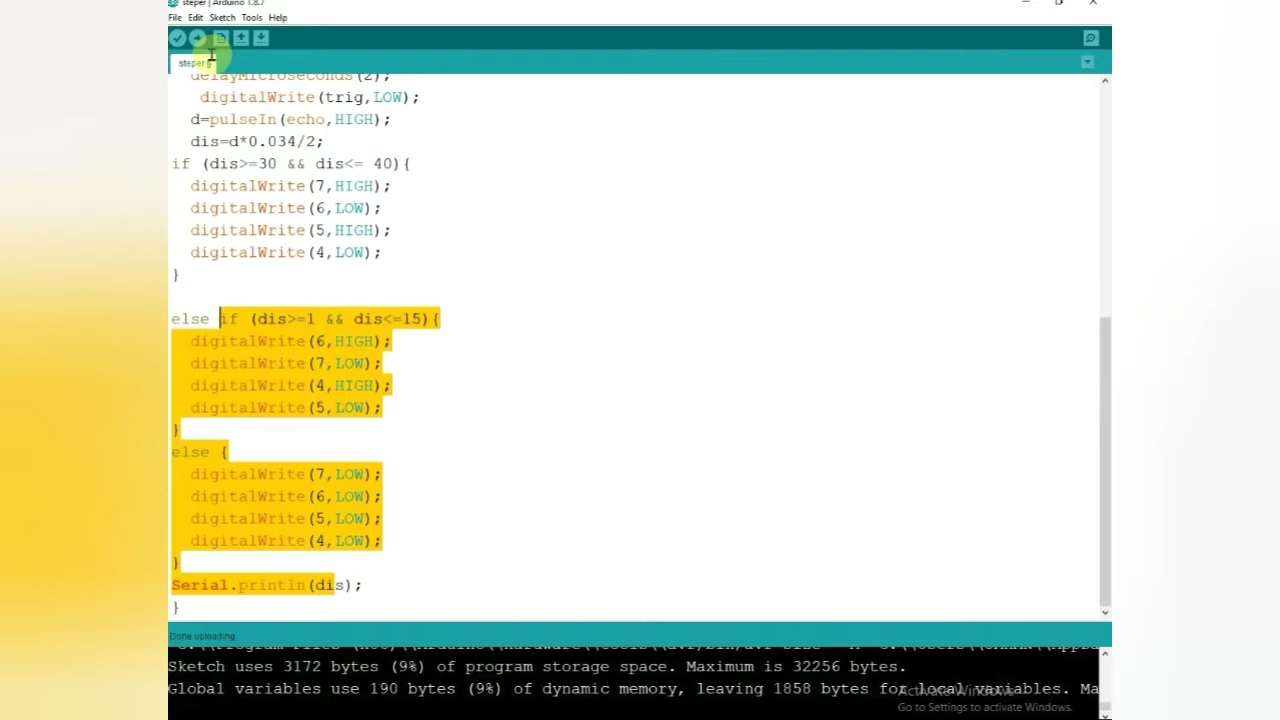 steper | Arduino 1.8.7
File Edit Sketch Tools Help
steper §
delayMicroseconds(2);
digitalWrite(trig,LOW);
d=pulseIn(echo,HIGH);
dis=d*0.034/2;
if (dis>=30 && dis<= 40){
digitalWrite(7,HIGH);
digitalWrite(6,LOW);
digitalWrite(5,HIGH);
digitalWrite(4,LOW);
}
else if (dis>=1 && dis<=15){
digitalWrite(6,HIGH);
digitalWrite(7,LOW);
digitalWrite(4,HIGH);
digitalWrite(5,LOW);
}
else {
digitalWrite(7,LOW);
digitalWrite(6,LOW);
digitalWrite(5,LOW);
digitalWrite(4,LOW);
}
Serial.println(dis);
}
Done uploading.
Sketch uses 3172 bytes (9%) of program storage space. Maximum is 32256 bytes.
Global variables use 190 bytes (9%) of dynamic memory, leaving 1858 bytes for local variables. Ma
Activate Windows
Go to Settings to activate Windows.